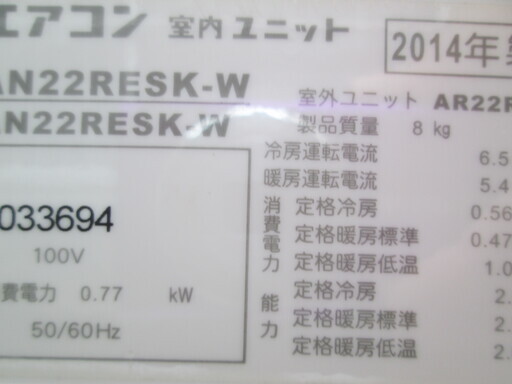 エアコン 室内ユニット
2014年
AN22RESK-W
室外ユニット AR22R
AN22RESK-W
製品質量 8 kg
冷房運転電流 6.5
暖房運転電流 5.4
消費電力 定格冷房 0.56
定格暖房標準 0.47
定格暖房低温 1.0
能力 定格冷房 2.
定格暖房標準 2.
定格暖房低温 2.
033694
100V
費電力 0.77 kW
50/60Hz